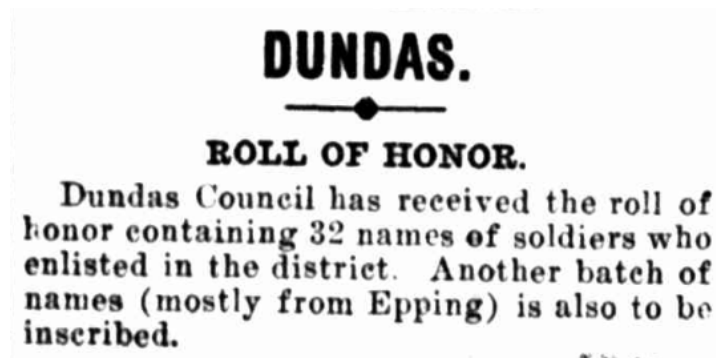 DUNDAS.
ROLL OF HONOR.
Dundas Council has received the roll of
honor containing 32 names of soldiers who
enlisted in the district. Another batch of
names (mostly from Epping) is also to be
inscribed.